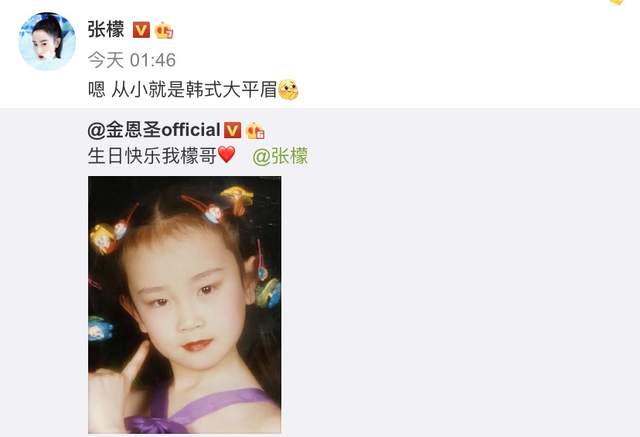 张檬
今天 01:46
嗯 从小就是韩式大平眉
@金恩圣official
生日快乐我檬哥 @张檬